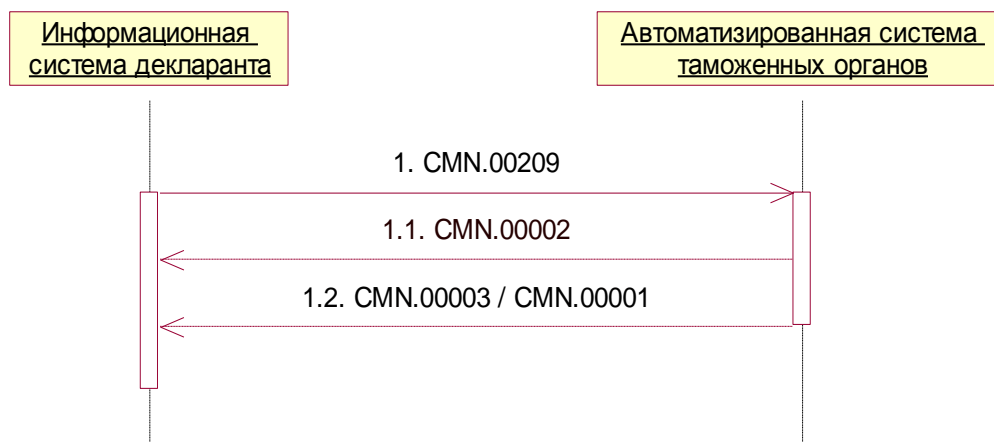 Информационная
система декларанта
Автоматизированная система
таможенных органов
1. CMN.00209
1.1. CMN.00002
1.2. CMN.00003 / CMN.00001